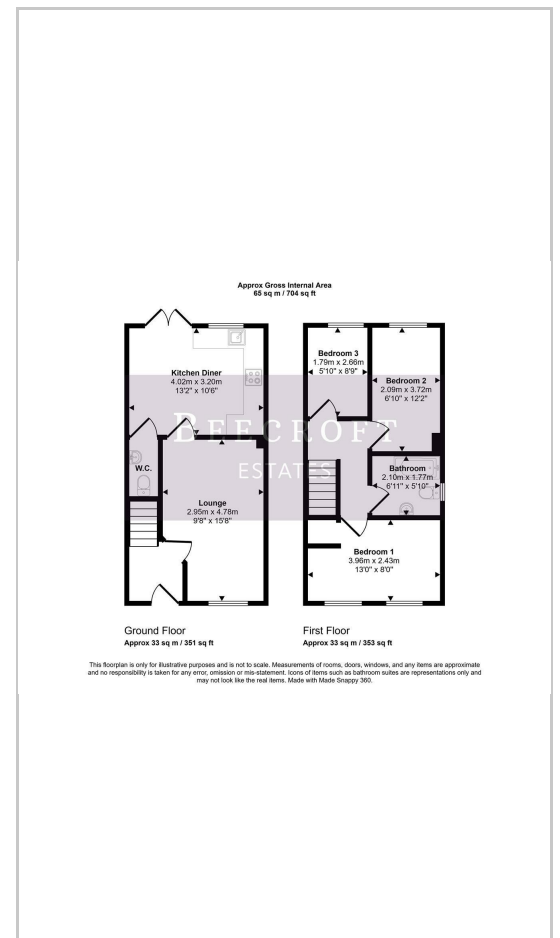 Approx Gross Internal Area
65 sq m / 704 sq ft
Kitchen Diner
4.02m x 3.20m
13'2" x 10'6"
W.C.
Lounge
2.95m x 4.78m
9'8" x 15'8"
Bedroom 3
1.79m x 2.66m
5'10" x 8'9"
Bedroom 2
2.09m x 3.72m
6'10" x 12'2"
Bathroom
2.10m x 1.77m
6'11" x 5'10"
Bedroom 1
3.96m x 2.43m
13'0" x 8'0"
BEECROFT
ESTATES
Ground Floor
Approx 33 sq m / 351 sq ft
First Floor
Approx 33 sq m / 353 sq ft
This floorplan is only for illustrative purposes and is not to scale. Measurements of rooms, doors, windows, and any items are approximate
and no responsibility is taken for any error, omission or mis-statement. Icons of items such as bathroom suites are representations only and
may not look like the real items. Made with Made Snappy 360.